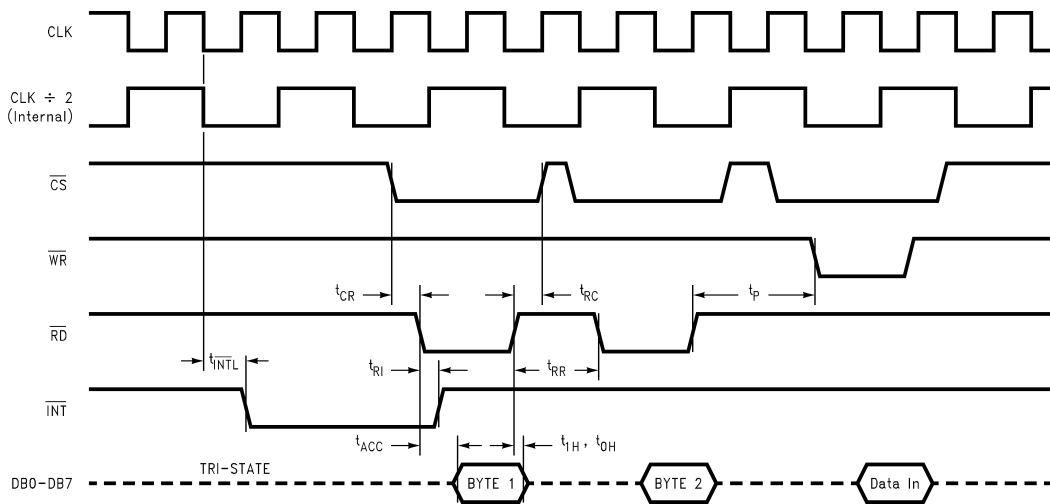 CLK
CLK ÷ 2
(Internal)
CS
WR
tCR
tRC
tP
RD
tINTL
tRI
tRR
INT
tACC
t1H , t0H
TRI-STATE
DB0-DB7
BYTE 1
BYTE 2
Data In